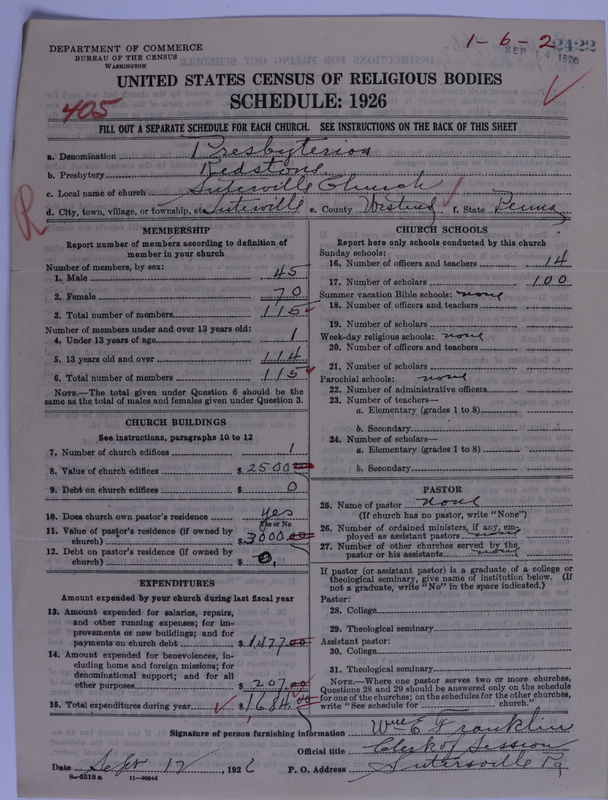 DEPARTMENT OF COMMERCE
BUREAU OF THE CENSUS
WASHINGTON
1-6-2
2422
SEP 14 1926
UNITED STATES CENSUS OF RELIGIOUS BODIES
SCHEDULE: 1926
405
FILL OUT A SEPARATE SCHEDULE FOR EACH CHURCH. SEE INSTRUCTIONS ON THE BACK OF THIS SHEET
a. Denomination Presbyterian
b. Presbytery Redstone
c. Local name of church Sutersville Church
d. City, town, village, or township, etc. Suterville e. County Westmd f. State Penna
R
MEMBERSHIP
Report number of members according to definition of
member in your church
Number of members, by sex:
1. Male 45
2. Female 70
3. Total number of members 115
Number of members under and over 13 years old:
4. Under 13 years of age 1
5. 13 years old and over 114
6. Total number of members 115
NOTE.—The total given under Question 6 should be
same as the total of males and females given under Question 3.
CHURCH BUILDINGS
See instructions, paragraphs 10 to 12
7. Number of church edifices 1
8. Value of church edifices $ 2500
9. Debt on church edifices $ 0
10. Does church own pastor's residence yes
(Yes or No
11. Value of pastor's residence (if owned by
church) $ 3000.00
12. Debt on pastor's residence (if owned by
church) $ 0
EXPENDITURES
Amount expended by your church during last fiscal year
13. Amount expended for salaries, repairs,
and other running expenses; for im-
provements or new buildings; and for
payments on church debt $ 1477.00
14. Amount expended for benevolences, in-
cluding home and foreign missions; for
denominational support; and for all
other purposes $ 207.00
15. Total expenditures during year $ 1684.00
CHURCH SCHOOLS
Report here only schools conducted by this church
Sunday schools:
16. Number of officers and teachers 14
17. Number of scholars 100
Summer vacation Bible schools: none
18. Number of officers and teachers
19. Number of scholars
Week-day religious schools: none
20. Number of officers and teachers
21. Number of scholars
Parochial schools: none
22. Number of administrative officers
23. Number of teachers—
a. Elementary (grades 1 to 8)
b. Secondary
24. Number of scholars—
a. Elementary (grades 1 to 8)
b. Secondary
PASTOR
25. Name of pastor none
(If church has no pastor, write "None")
26. Number of ordained ministers, if any, em-
ployed as assistant pastors none
27. Number of other churches served by the
pastor or his assistants none
If pastor (or assistant pastor) is a graduate of a college or
theological seminary, give name of institution below. (If
not a graduate, write "No" in the space indicated.)
Pastor:
28. College
29. Theological seminary
Assistant pastor:
30. College
31. Theological seminary
NOTE.—Where one pastor serves two or more churches,
Questions 28 and 29 should be answered only on the schedule
for one of the churches; on the schedules for the other churches,
write "See schedule for church."
Signature of person furnishing information Wm E Franklin
Official title Clerk of Session
Date Sept 12, 1926 P. O. Address Sutersville Pa
8-5518a 11-9034d